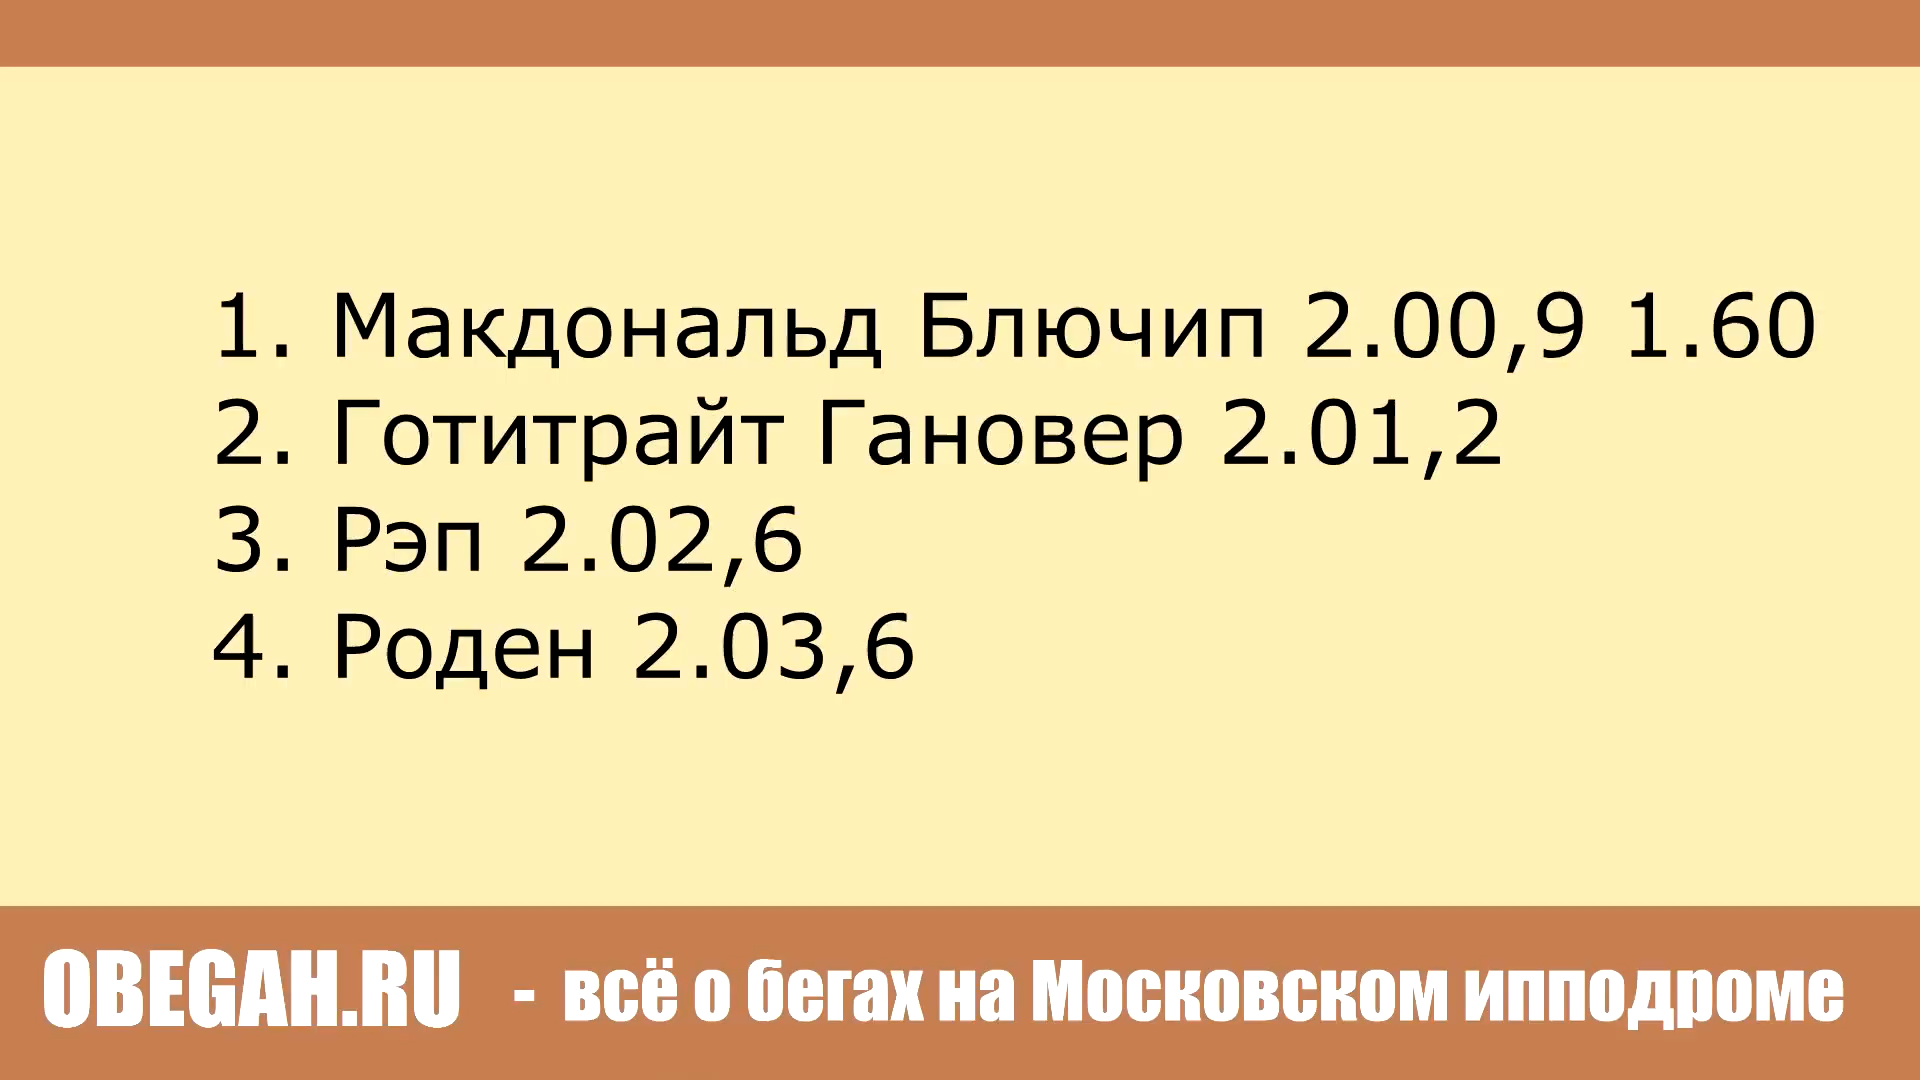 1. Макдональд Блючип 2.00,9 1.60
2. Готитрайт Гановер 2.01,2
3. Рэп 2.02,6
4. Роден 2.03,6
OBEGAH.RU - всё о бегах на Московском ипподроме